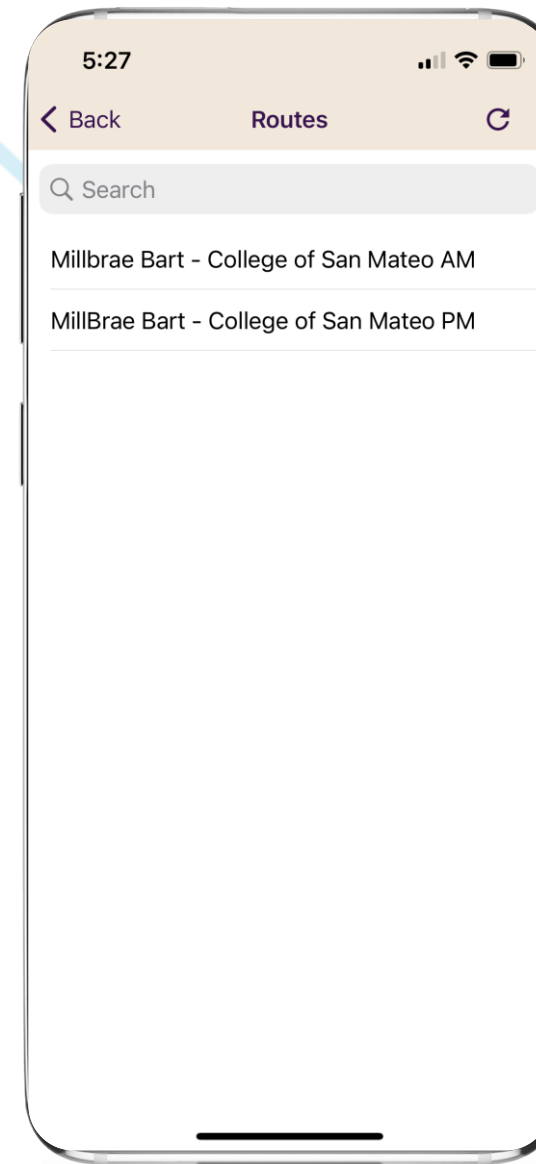 5:27
Back Routes
Search
Millbrae Bart - College of San Mateo AM
MillBrae Bart - College of San Mateo PM